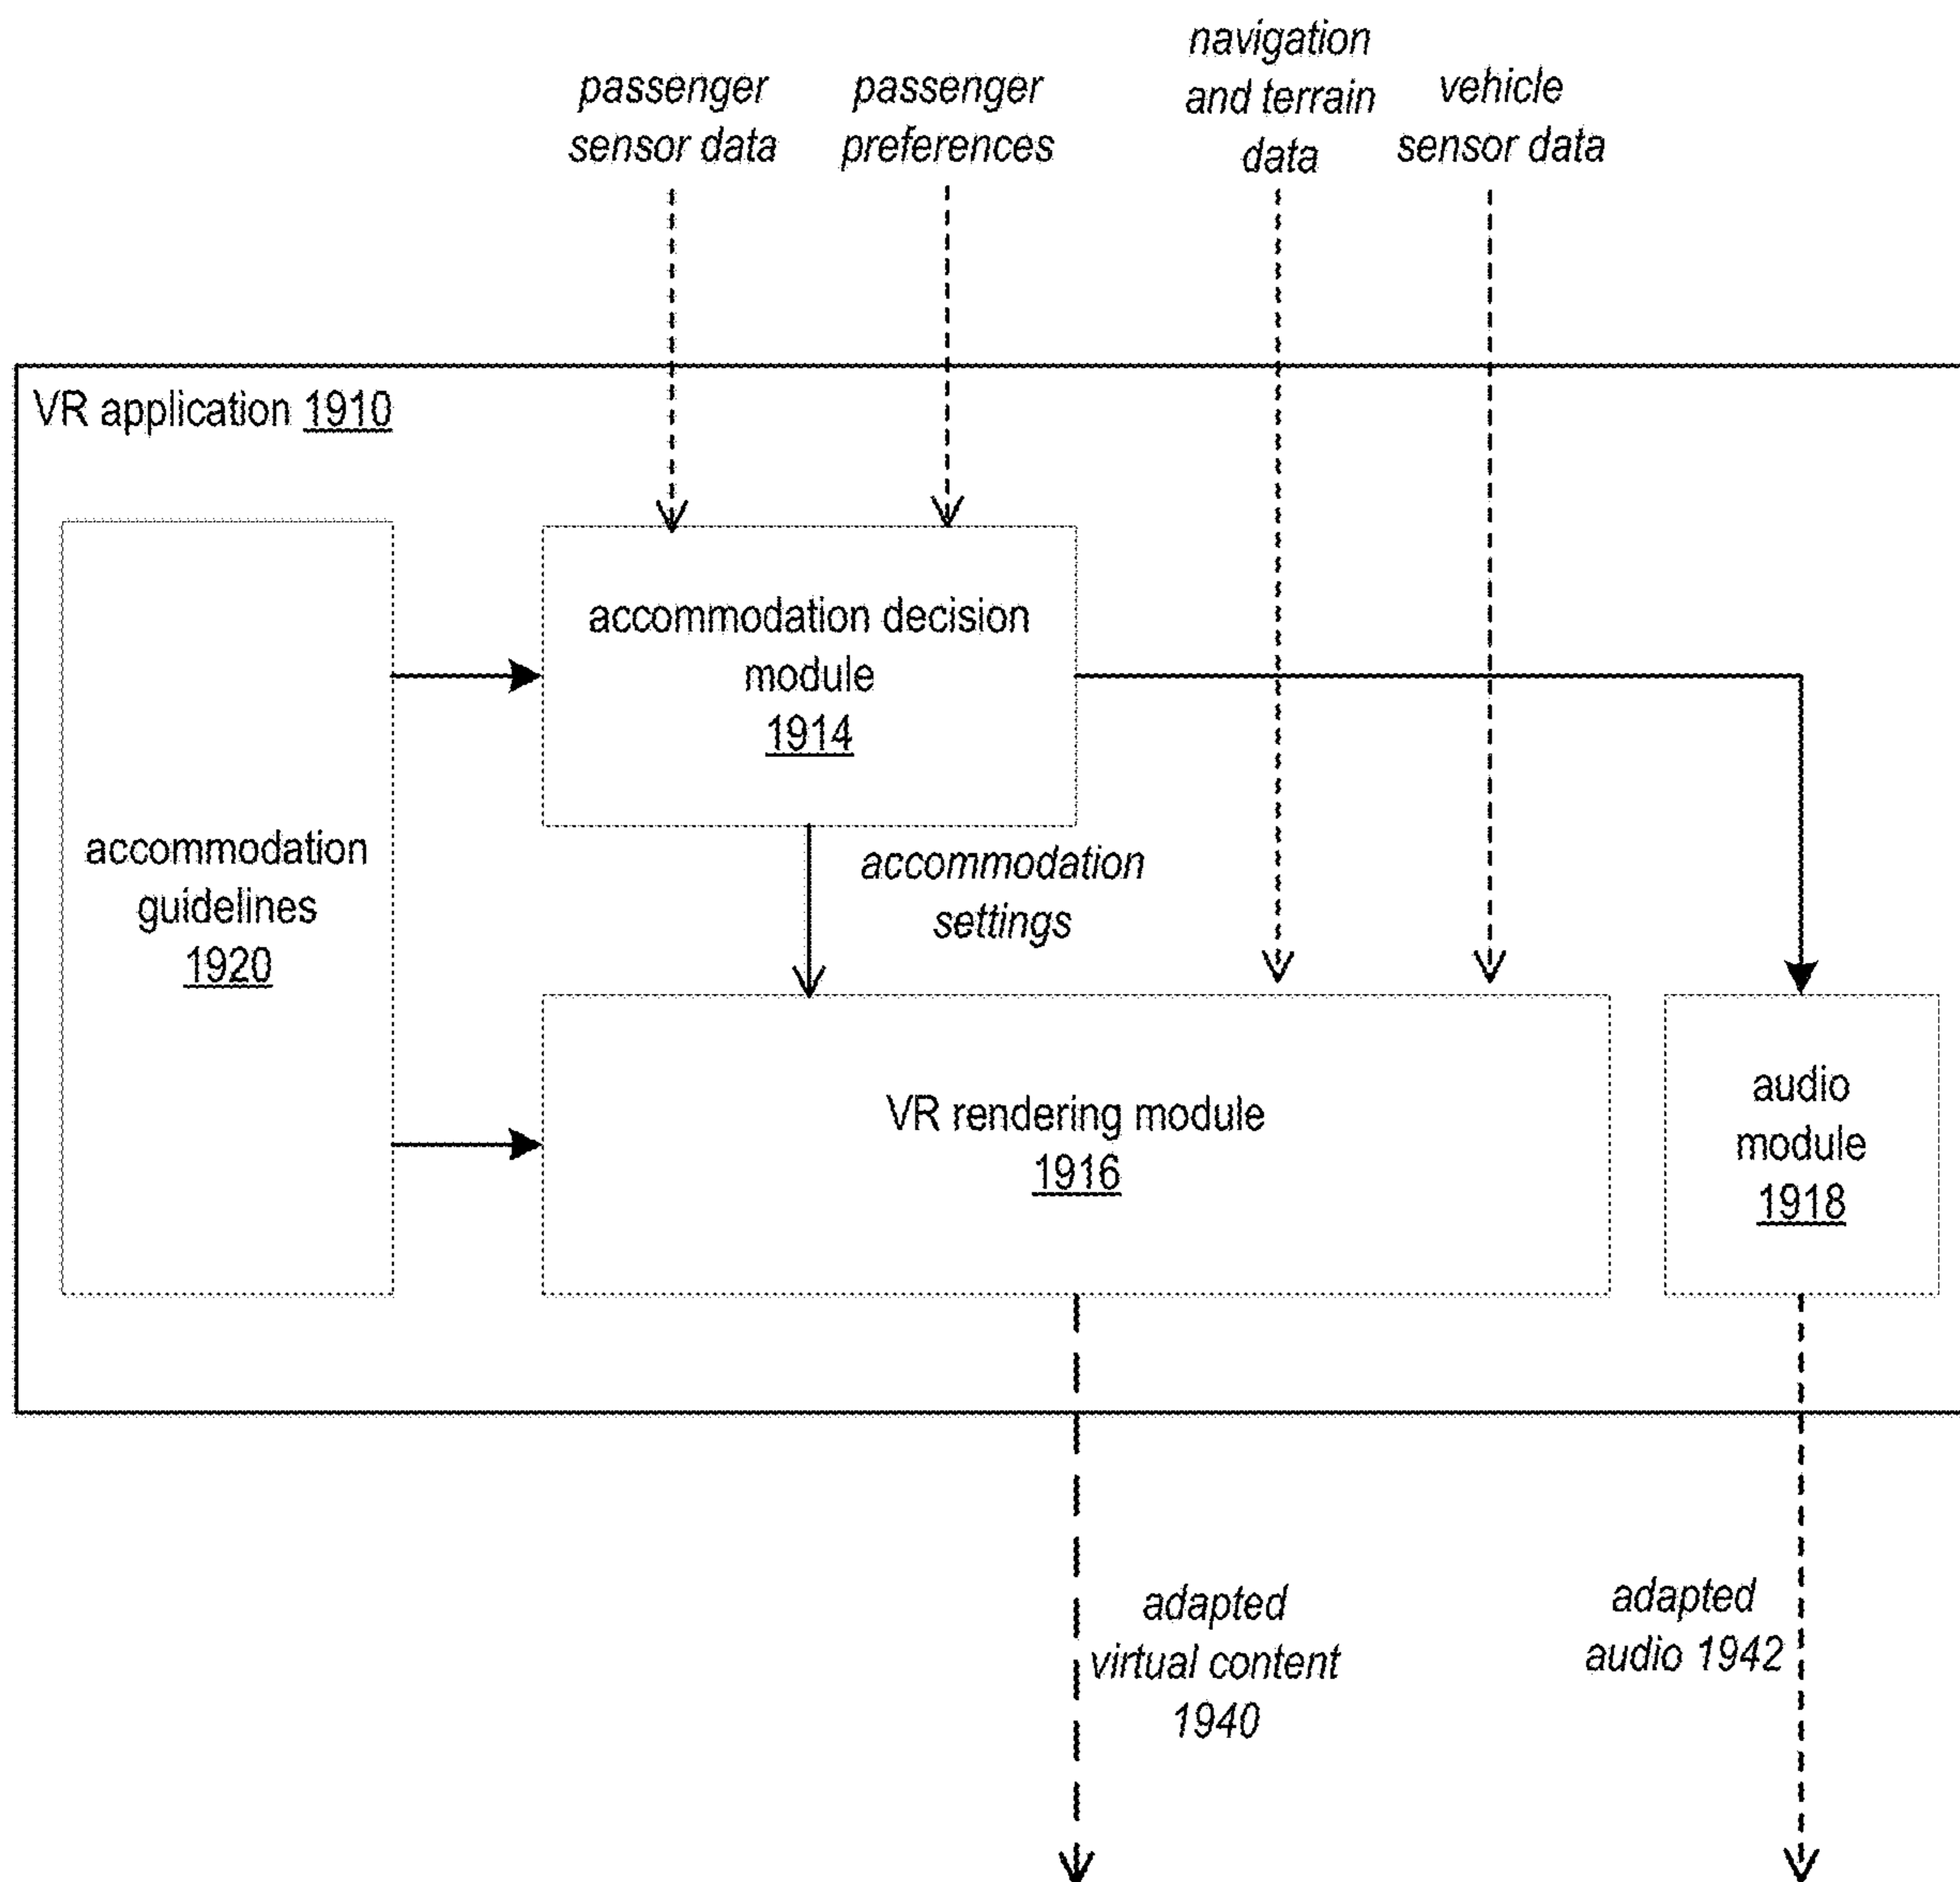 passenger
sensor data
passenger
preferences
navigation
and terrain
data
vehicle
sensor data
VR application 1910
accommodation decision
module
1914
accommodation
guidelines
1920
accommodation
settings
VR rendering module
1916
audio
module
1918
adapted
virtual content
1940
adapted
audio 1942